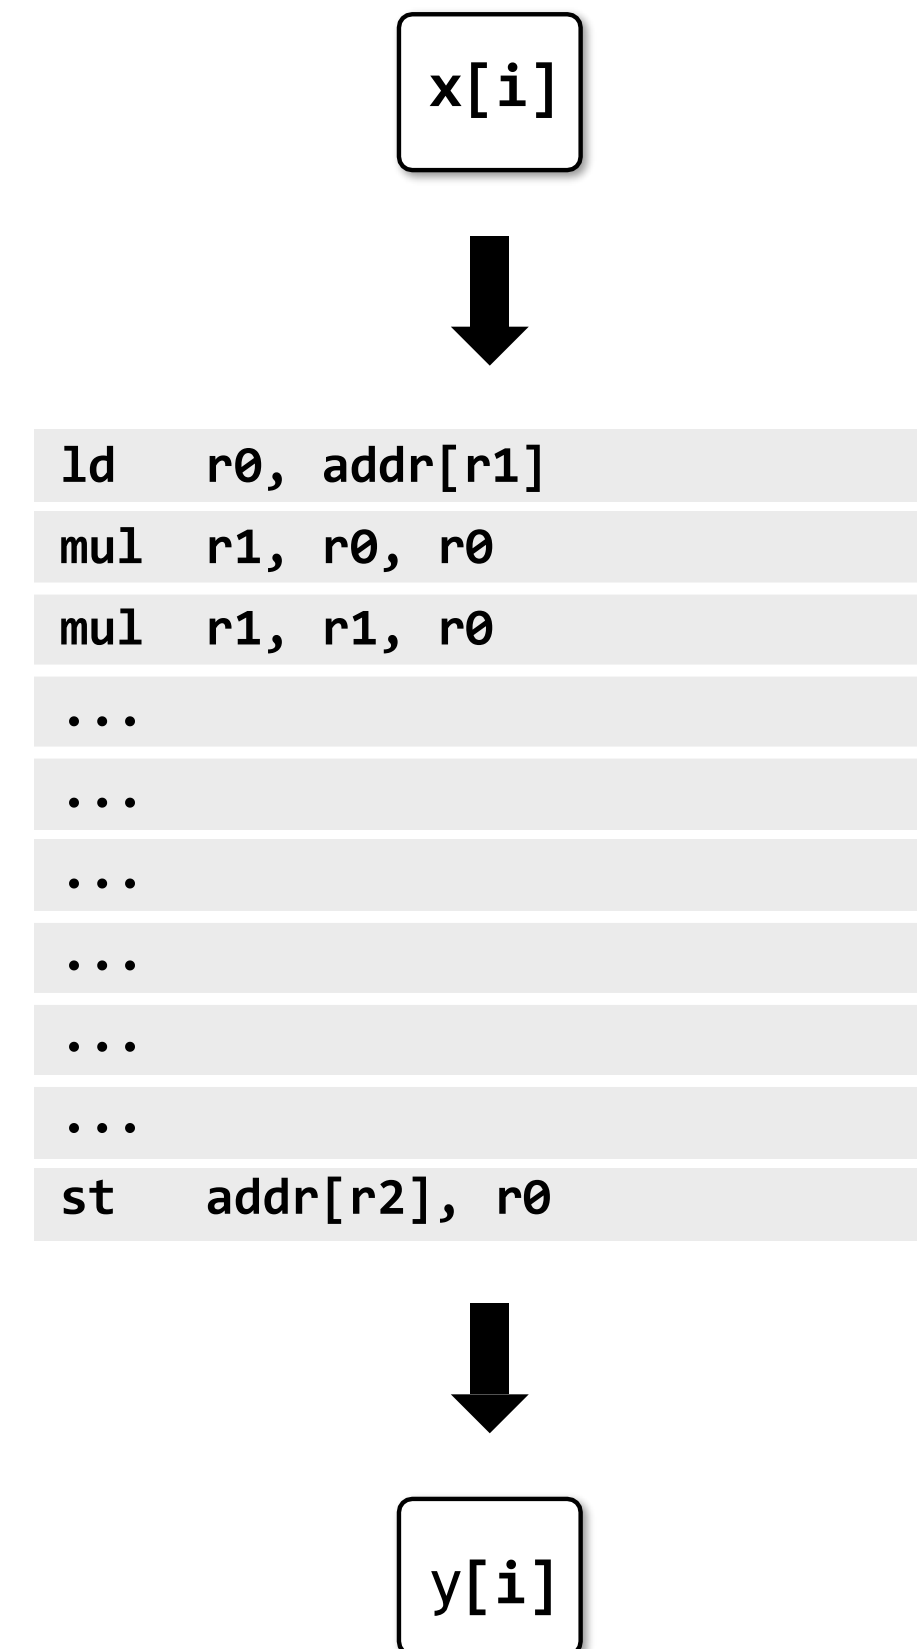 x[i]
ld r0, addr[r1]
mul r1, r0, r0
mul r1, r1, r0
...
...
...
...
...
...
st addr[r2], r0
y[i]